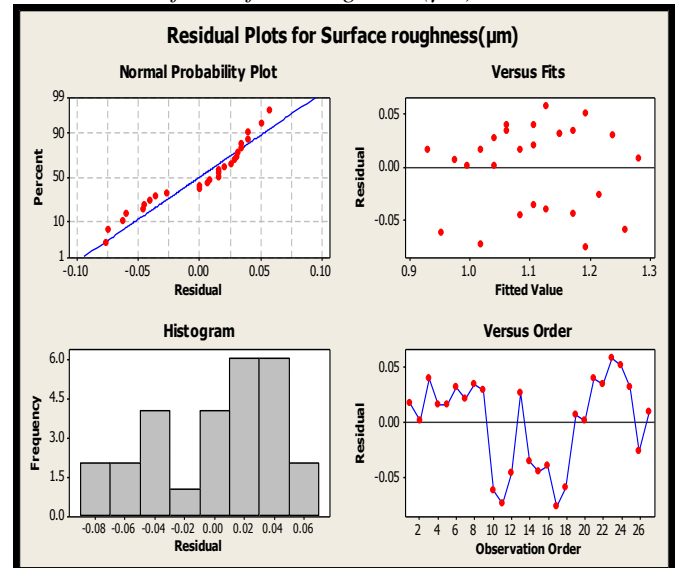 Residual Plots for Surface roughness(µm)
Normal Probability Plot
99
90
50
10
1
Percent
-0.10 -0.05 0.00 0.05 0.10
Residual
Versus Fits
0.05
0.00
-0.05
Residual
0.9 1.0 1.1 1.2 1.3
Fitted Value
Histogram
6.0
4.5
3.0
1.5
0.0
Frequency
-0.08 -0.06 -0.04 -0.02 0.00 0.02 0.04 0.06
Residual
Versus Order
0.05
0.00
-0.05
Residual
2 4 6 8 10 12 14 16 18 20 22 24 26
Observation Order